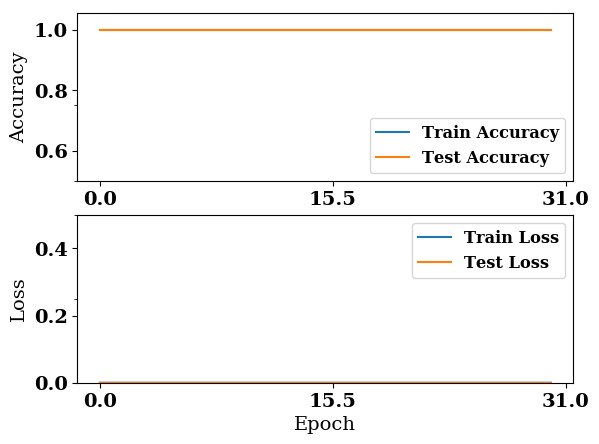 1.0
0.8
0.6
Accuracy
Train Accuracy
Test Accuracy
0.0 15.5 31.0
0.4
0.2
0.0
Loss
Train Loss
Test Loss
0.0 15.5 31.0
Epoch